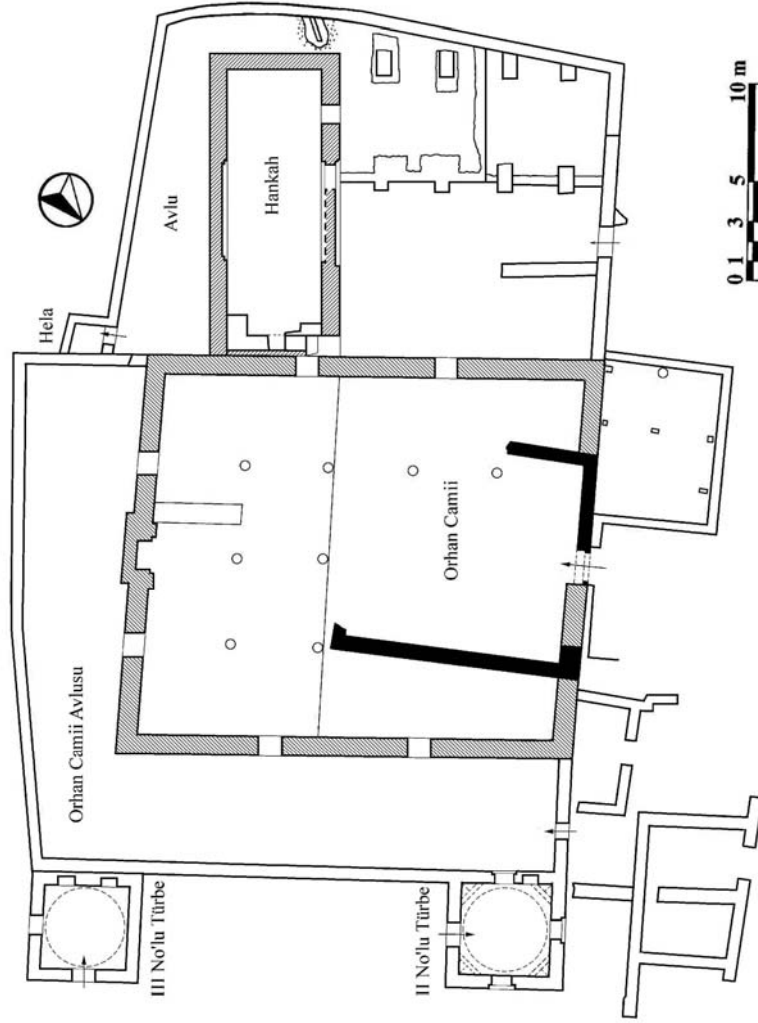 Hela
Avlu
Hankah
Orhan Camii Avlusu
Orhan Camii
III No'lu Türbe
II No'lu Türbe
0 1 3 5 10 m